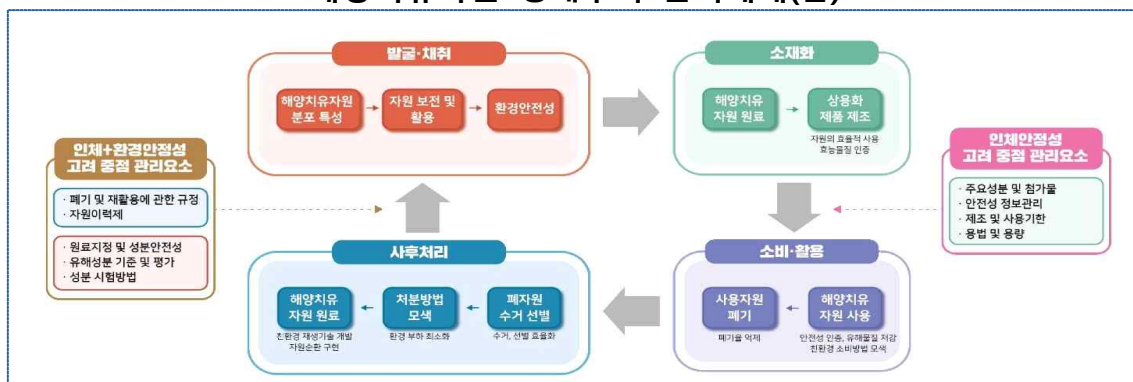 발굴·채취
해양치유자원
분포 특성
자원 보전 및
활용
환경안전성
소재화
해양치유
자원 원료
상용화
제품 제조
자원의 효율적 사용
효능물질 인증
인체+환경안정성
고려 중점 관리요소
· 폐기 및 재활용에 관한 규정
· 자원이력제
· 원료지정 및 성분안전성
· 유해성분 기준 및 평가
· 성분 시험방법
인체안정성
고려 중점 관리요소
· 주요성분 및 첨가물
· 안전성 정보관리
· 제조 및 사용기한
· 용법 및 용량
사후처리
해양치유
자원 원료
친환경 재생기술 개발
자원순환 구현
처분방법
모색
환경 부하 최소화
폐자원
수거 선별
수거, 선별 효율화
소비·활용
사용자원
폐기
폐기율 억제
해양치유
자원 사용
안전성 인증, 유해물질 저감
친환경 소비방법 모색